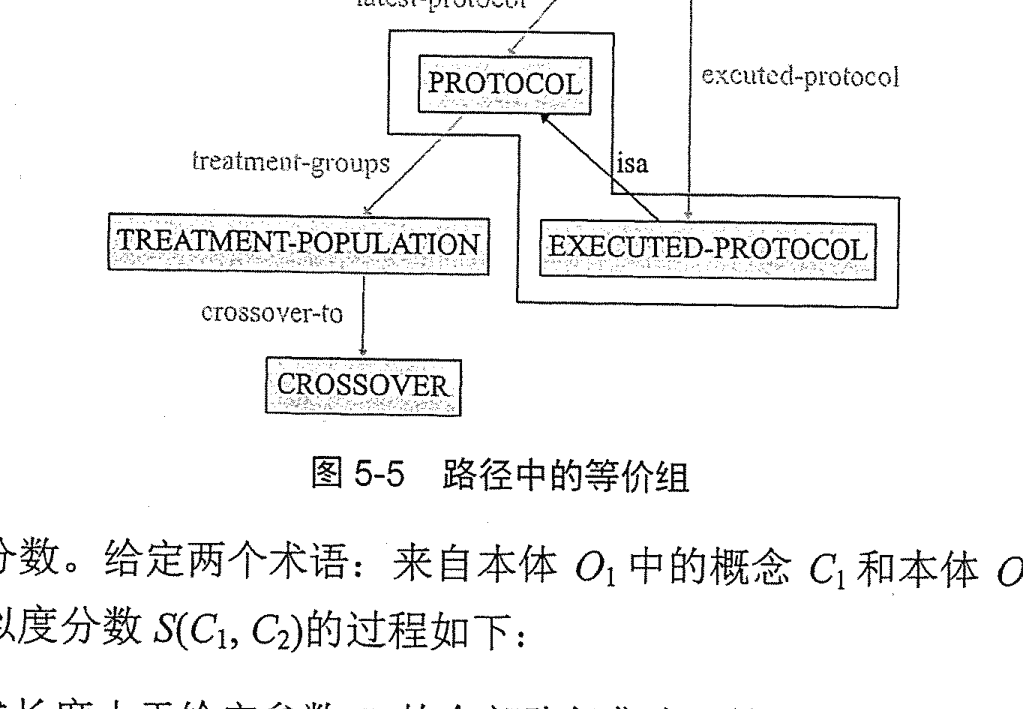 latest-protocol
PROTOCOL
excuted-protocol
treatment-groups
isa
TREATMENT-POPULATION
EXECUTED-PROTOCOL
crossover-to
CROSSOVER
图 5-5 路径中的等价组
分数。给定两个术语：来自本体 O₁ 中的概念 C₁ 和本体 O
度分数 S(C₁, C₂)的过程如下：